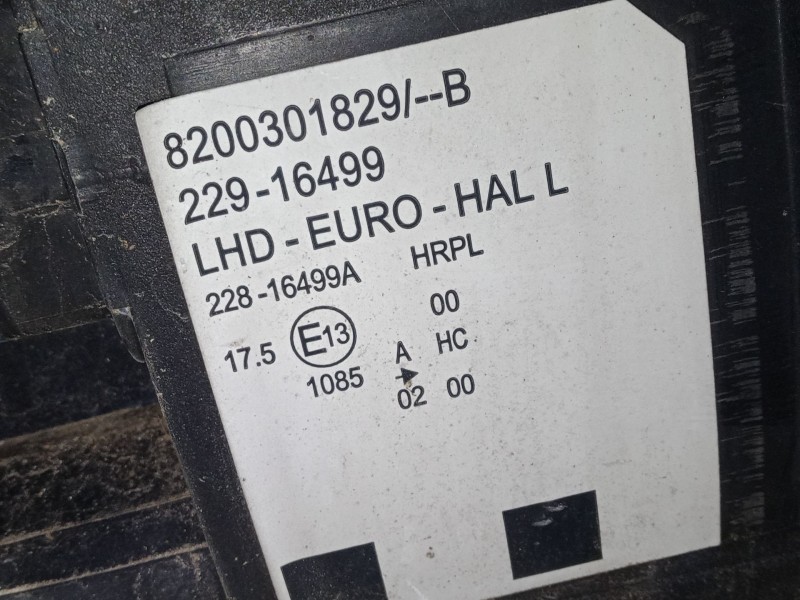 8200301829/--B
229-16499
LHD - EURO - HAL L
228-16499A HRPL
00
17.5 E13 A HC
1085 02 00